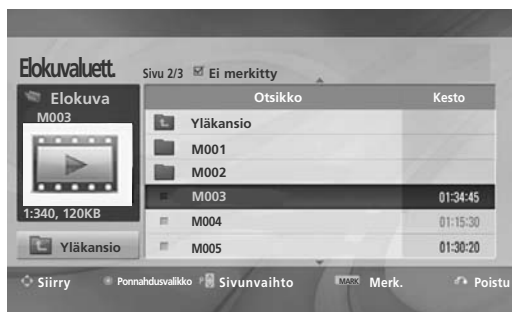 Elokuvaluett. Sivu 2/3 Ei merkitty
Elokuva
M003
1:340, 120KB
Yläkansio
Otsikko Kesto
Yläkansio
M001
M002
M003 01:34:45
M004 01:15:30
M005 01:30:20
Siirry Ponnahdusvalikko P Sivunvaihto MARK Merk. Poistu